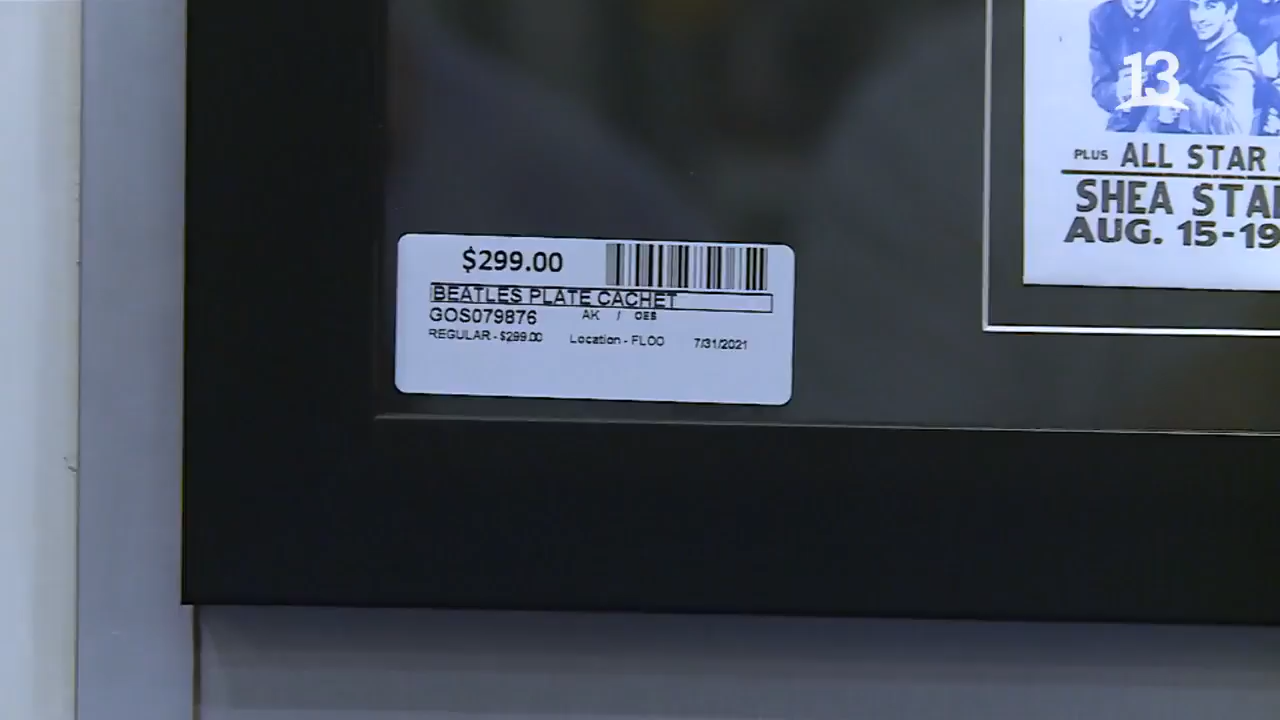 13
PLUS ALL STAR
SHEA STA
AUG. 15-19
$299.00
BEATLES PLATE CACHET
GOS079876 AK / OES
REGULAR - $299.00 Location - FLOO 7/31/2021